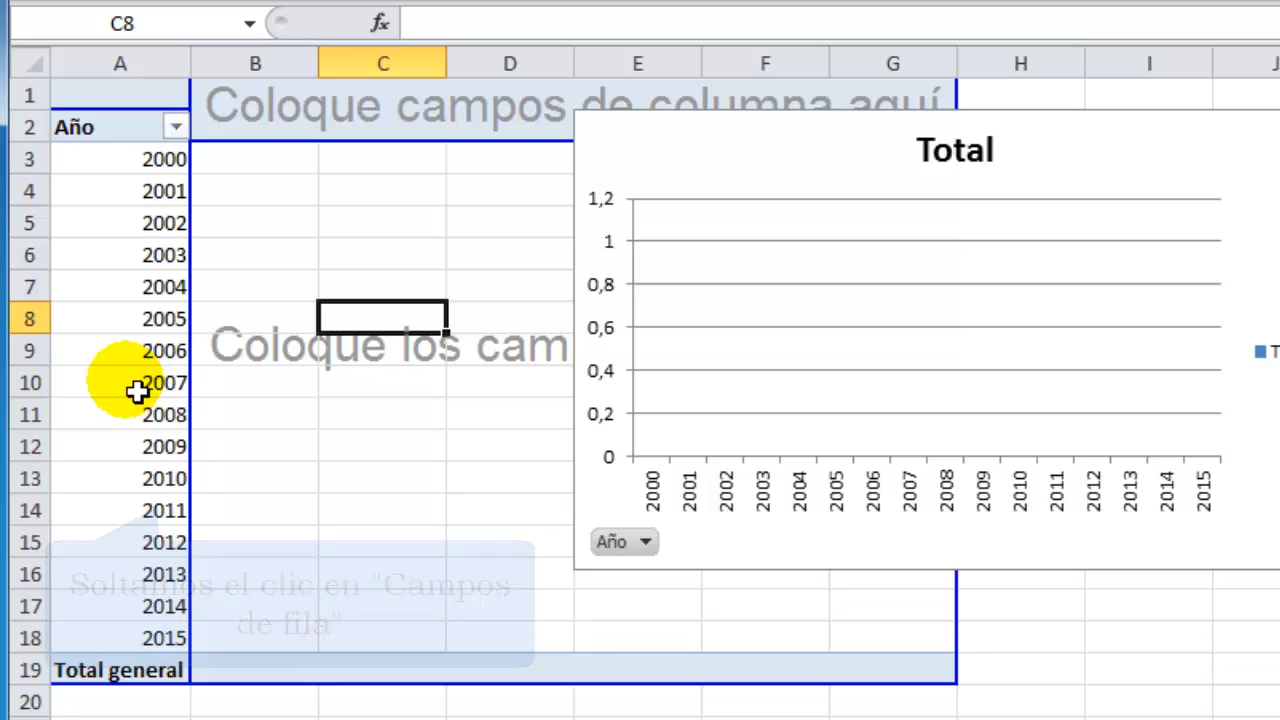 C8
fx
A B C D E F G H I J
1 Coloque campos de columna aquí
2 Año
3 2000
4 2001
5 2002
6 2003
7 2004
8 2005
9 2006
10 2007
11 2008
12 2009
13 2010
14 2011
15 2012
16 2013
17 2014
18 2015
19 Total general
20
Coloque los cam
Soltamos el clic en "Campos
de fila"
Total
1,2
1
0,8
0,6
0,4
0,2
0
2000 2001 2002 2003 2004 2005 2006 2007 2008 2009 2010 2011 2012 2013 2014 2015
Año
T